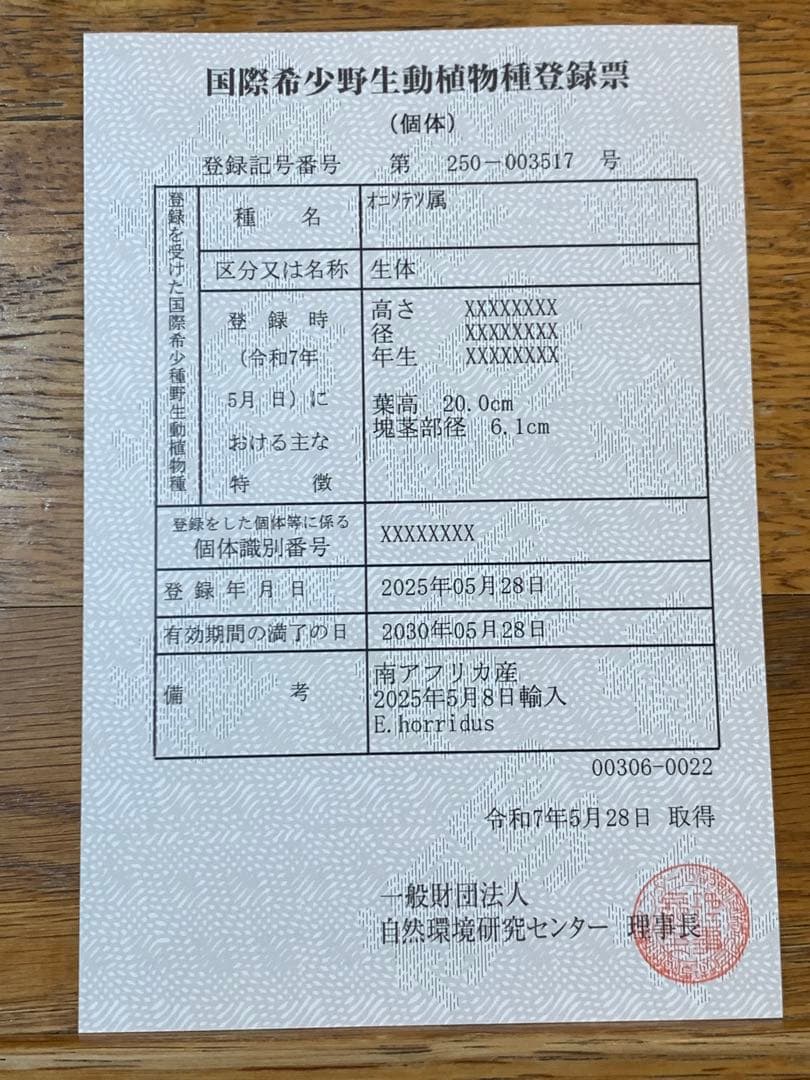 国際希少野生動植物種登録票
（個体）
登録記号番号 第 250－003517 号
登録を受けた国際希少種野生動植物種
種 名 ｵﾆｿﾃﾂ属
区分又は名称 生体
登 録 時
(令和7年
5月 日) に
おける主な
特 徴
高さ XXXXXXXX
径 XXXXXXXX
年生 XXXXXXXX
葉高 20.0cm
塊茎部径 6.1cm
登録をした個体等に係る
個体識別番号 XXXXXXXX
登 録 年 月 日 2025年05月28日
有効期間の満了の日 2030年05月28日
備 考
南アフリカ産
2025年5月8日輸入
E.horridus
00306-0022
令和7年5月28日 取得
一般財団法人
自然環境研究センター 理事長